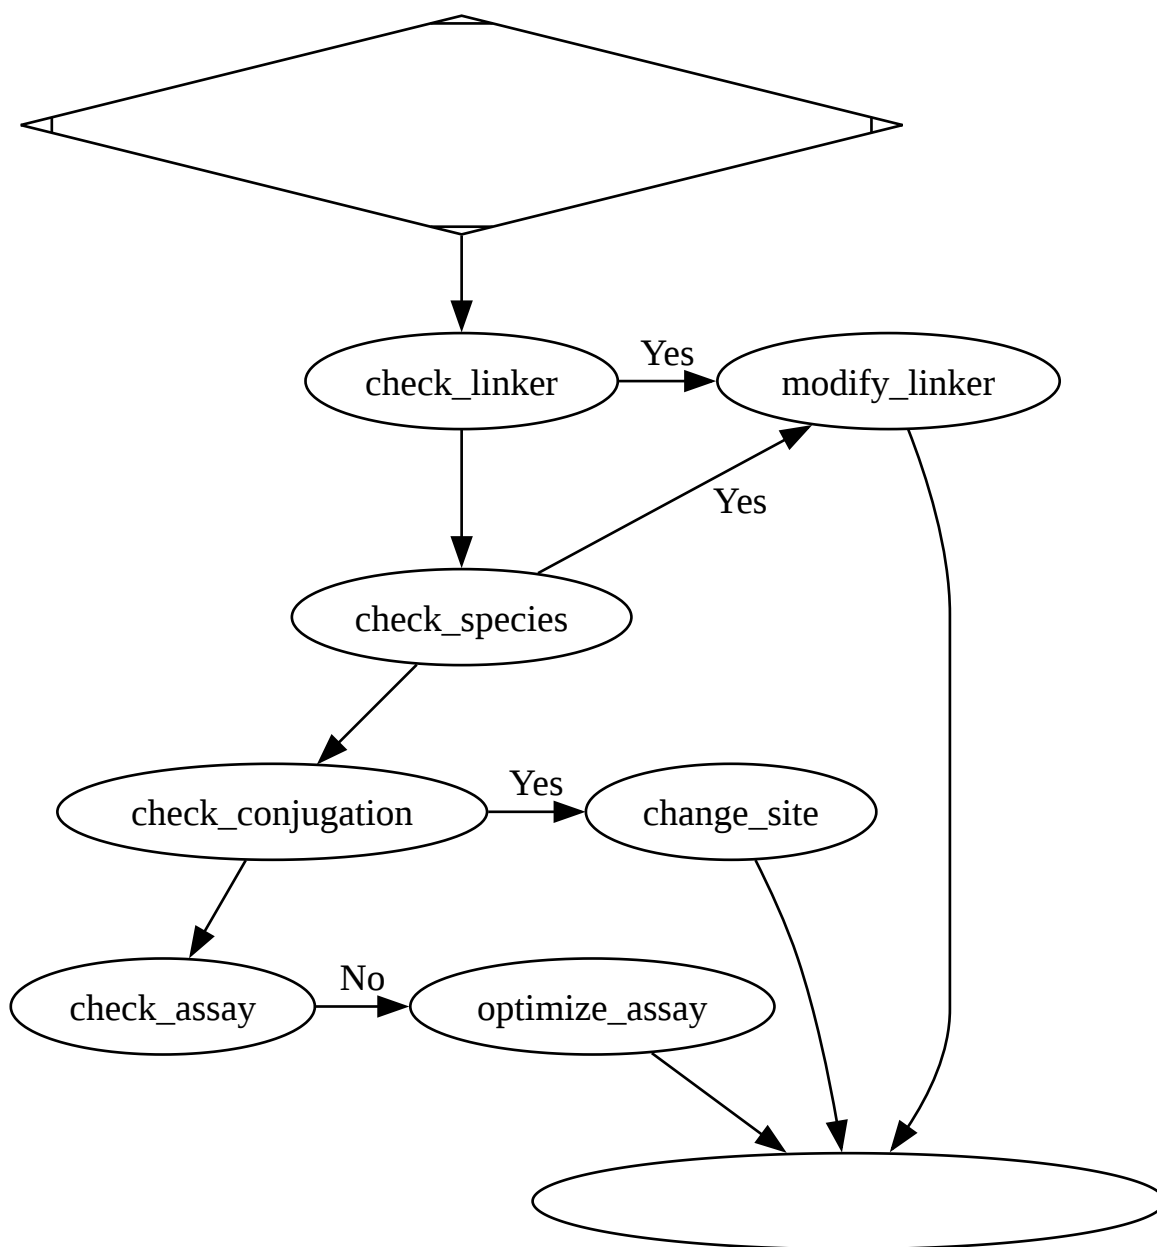 check_linker
Yes
modify_linker
Yes
check_species
check_conjugation
Yes
change_site
check_assay
No
optimize_assay